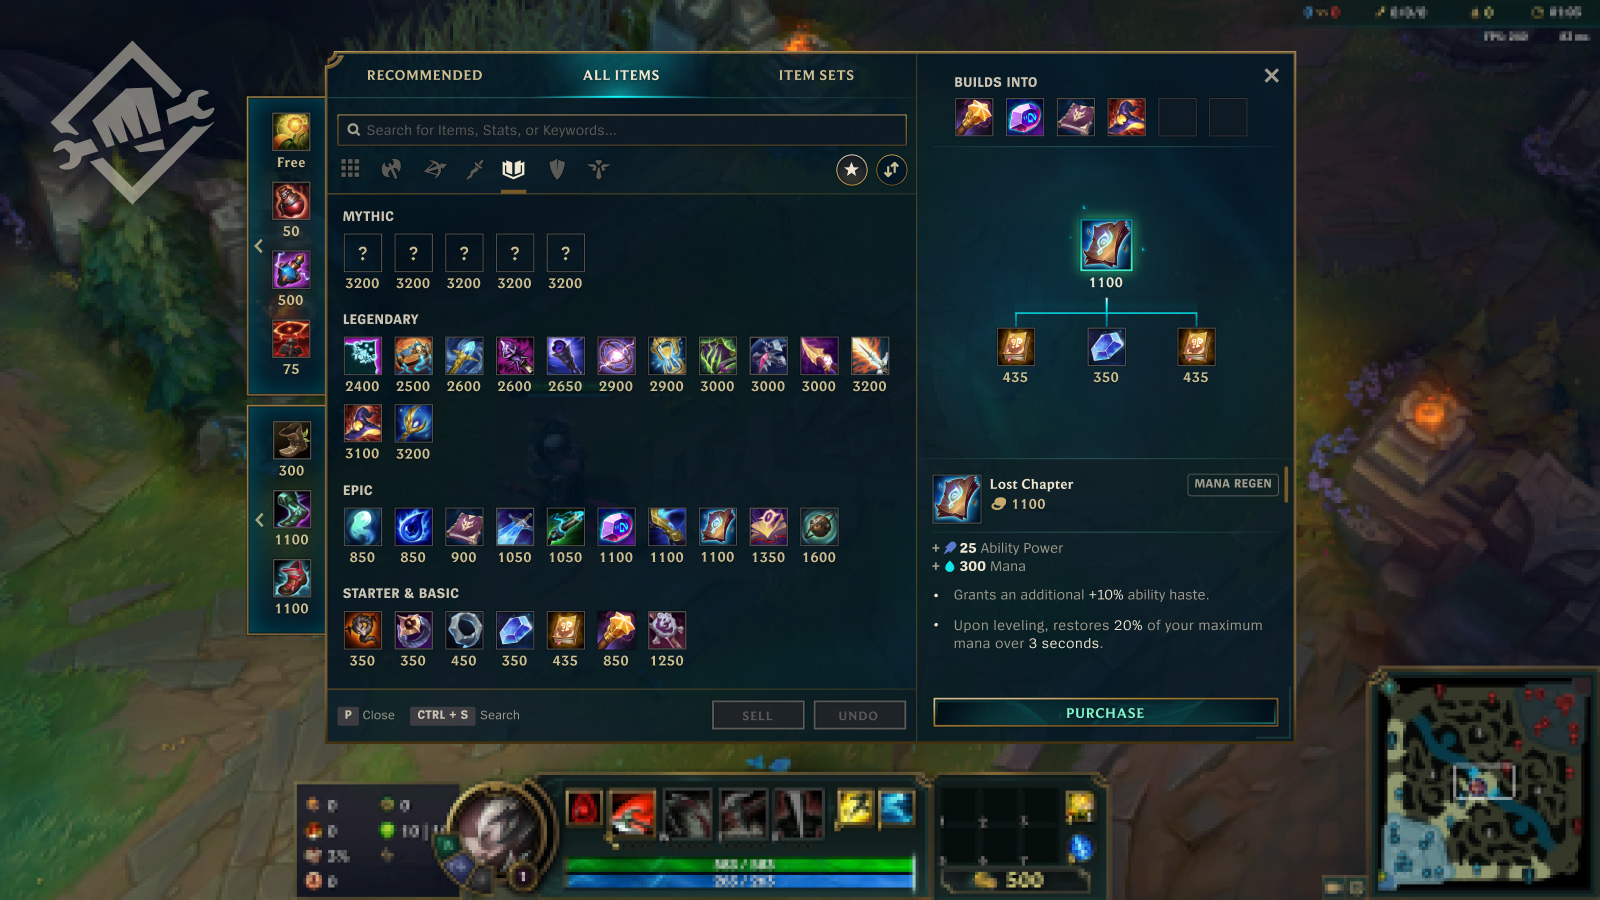 RECOMMENDED
ALL ITEMS
ITEM SETS
Search for Items, Stats, or Keywords...
Free
50
500
75
300
1100
1100
MYTHIC
? ? ? ? ?
3200 3200 3200 3200 3200
LEGENDARY
2400 2500 2600 2600 2650 2900 2900 3000 3000 3000 3200
3100 3200
EPIC
850 850 900 1050 1050 1100 1100 1100 1350 1600
STARTER & BASIC
350 350 450 350 435 850 1250
P Close CTRL + S Search
SELL
UNDO
BUILDS INTO
1100
435 350 435
Lost Chapter
1100
MANA REGEN
+ 25 Ability Power
+ 300 Mana
• Grants an additional +10% ability haste.
• Upon leveling, restores 20% of your maximum
mana over 3 seconds.
PURCHASE
1
500